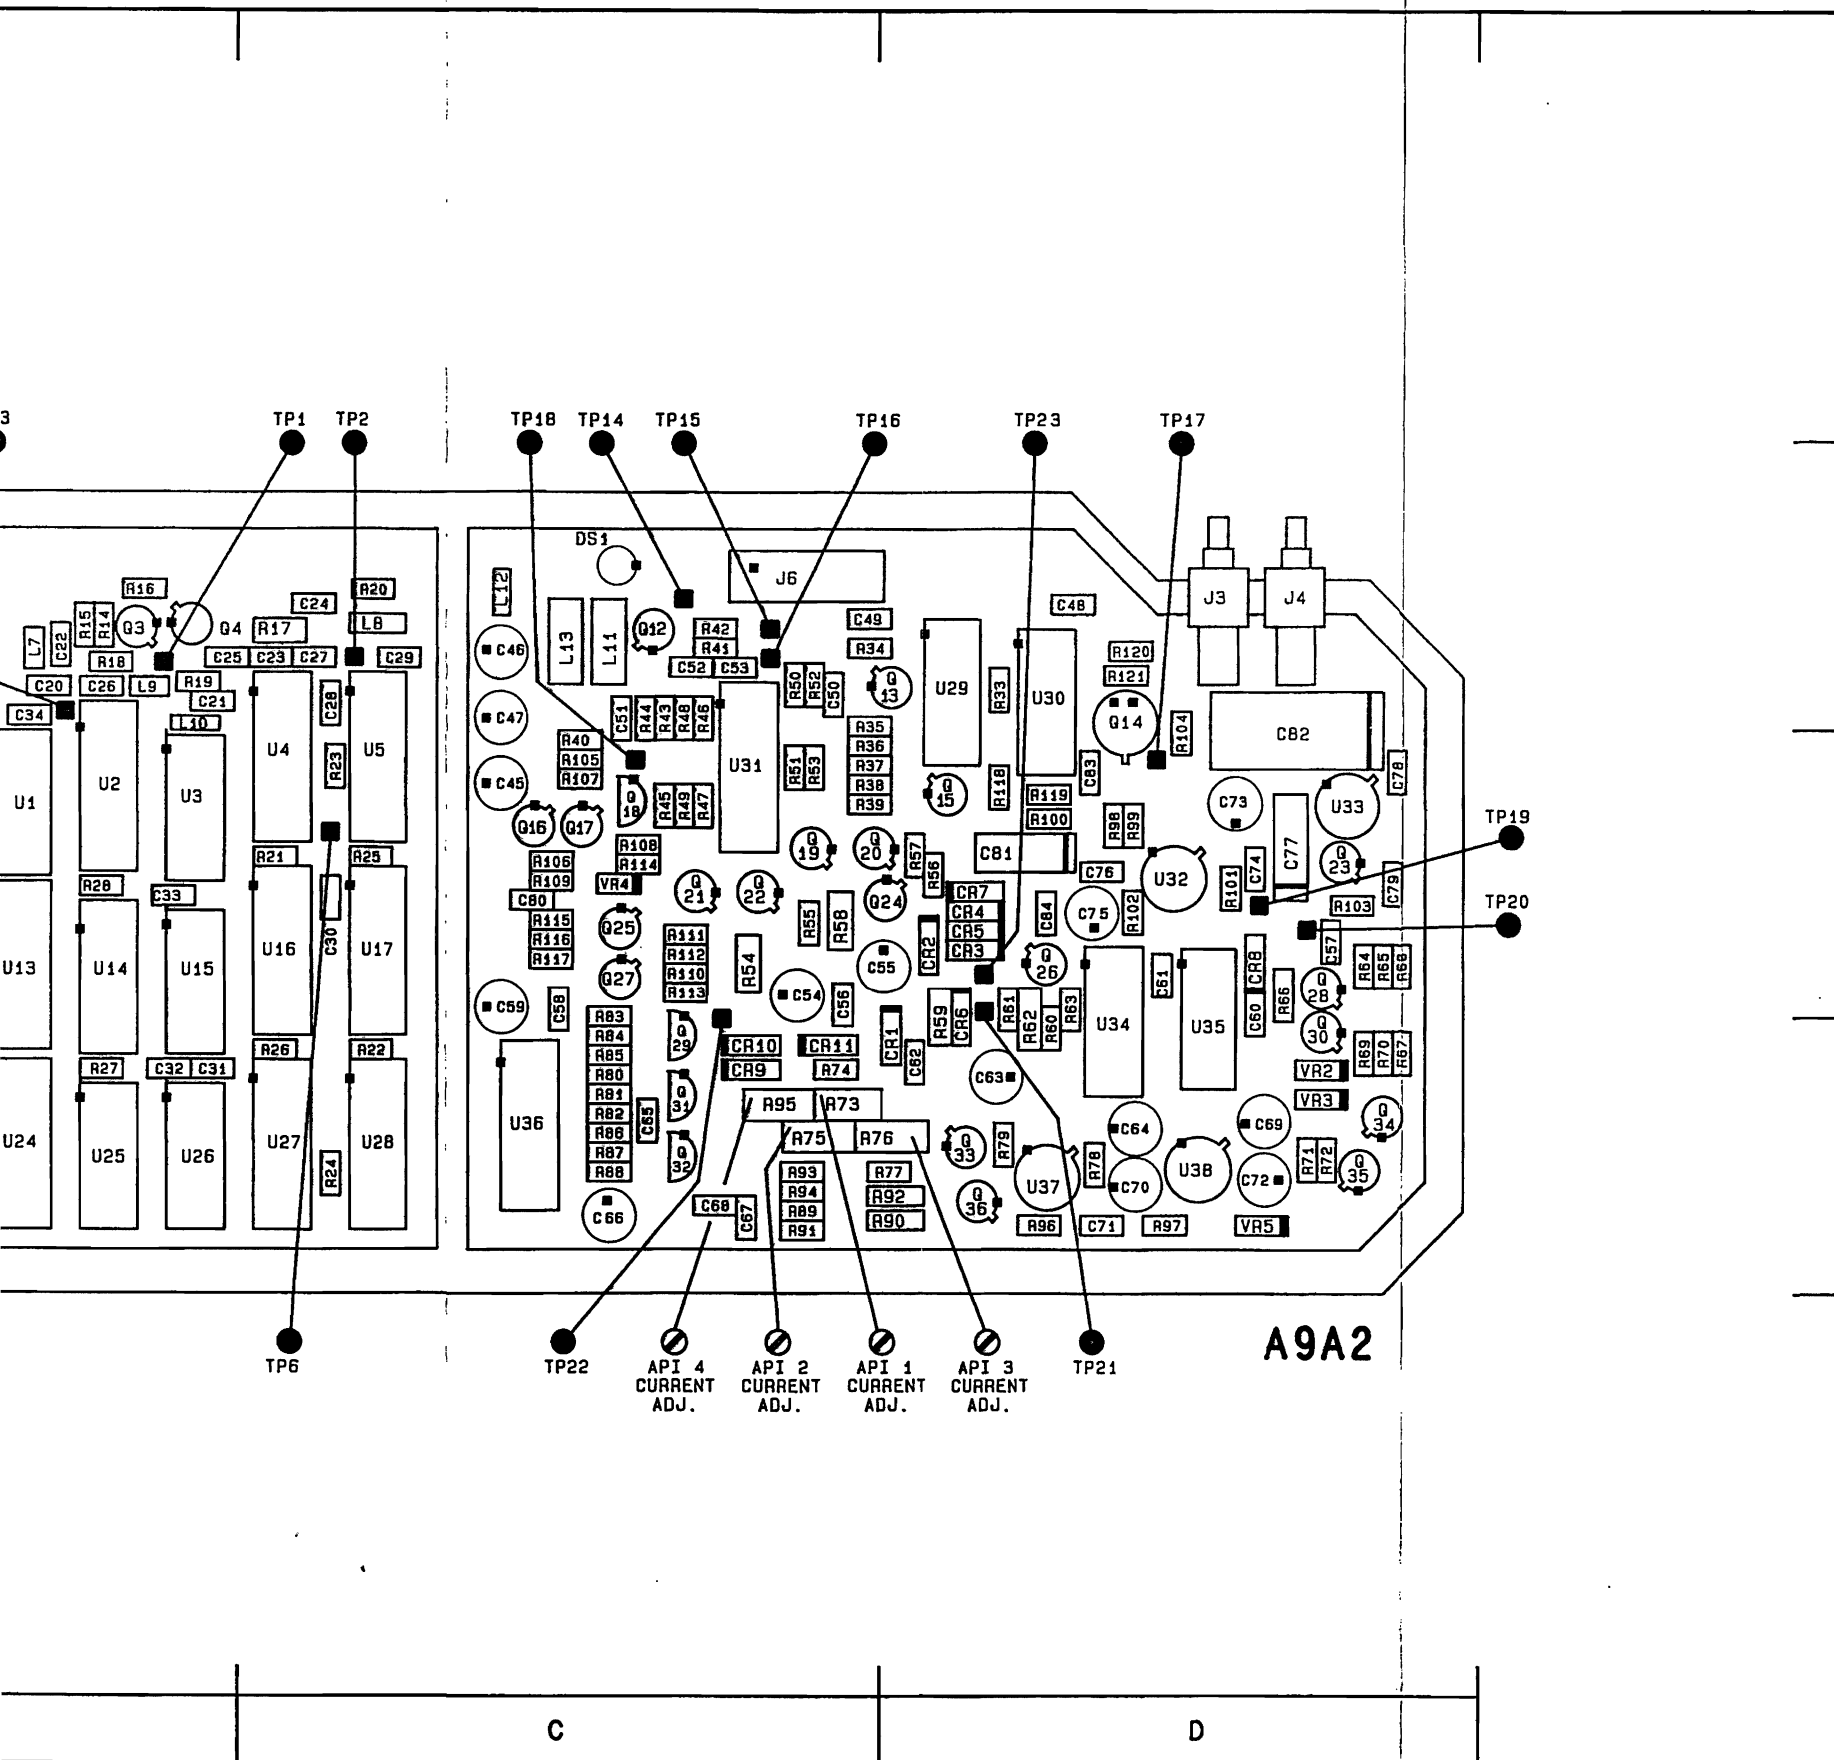 3 TP1 TP2 TP18 TP14 TP15 TP16 TP23 TP17
DS1
J6
J3 J4
R16 R20
L12
C24
C48
R15 R14 Q3 Q4 R17 L8
L13 L11 Q12 R42 C49
L7 C22
R41 R34
R18 C25 C23 C27 C29
C46
C52 C53
R120
R121
C20 C26 L9 R19 C21
R50 R52 C50 Q13 U29 R33 U30
C34 L10 C28
C47 C51 R44 R43 R48 R46
Q14 R104 C82
R35
R36
R37
R38
R39
U1 U2 U3 U4 R23 U5
R40
R105
R107
C45 Q18 U31 R51 R53
Q15 R118 C83 C78
R45 R49 R47
R119
R100
C73 C77 U33
Q16 Q17
R98 R99
TP19
R108
R114
Q19 Q20 R57 R56 C81
Q23
R21 R25
R106
R109
VR4
C76 U32 R101 C74 C79
R28 C33
C80
Q21 Q22 Q24
CR7
CR4
CR5
CR3
C84 C75 R102 R103
TP20
R115
R116
R117
Q25 R55 R58 CR2
U13 U14 U15 U16 C30 U17
R111
R112
R110
R113
Q27 R54 C55 Q26 C61 CR8 C57 R64 R65 R68
C59 C58 C54 C56
Q28
R59 CR6 R61 R62 R60 R63 U34 U35 C60 R66
Q30
R83
R84
R85
R80
R81
R82
R86
R87
R88
Q29 CR10 CR11 CR1 C62
R69 R70 R67
R26 R22
R27 C32 C31
CR9 R74 C63 VR2
Q31 R95 R73 VR3
U24 U25 U26 U27 U28
U36 C65 R75 R76 C64 C69 Q34
Q32 Q33 R79 R78 U37 U38 R71 R72 Q35
R24
R93
R94
R89
R91
R77
R92
R90
C70 C72
C66 C68 C67 Q36 R96 C71 R97 VR5
TP6 TP22
API 4
CURRENT
ADJ.
API 2
CURRENT
ADJ.
API 1
CURRENT
ADJ.
API 3
CURRENT
ADJ.
TP21
A9A2
C D